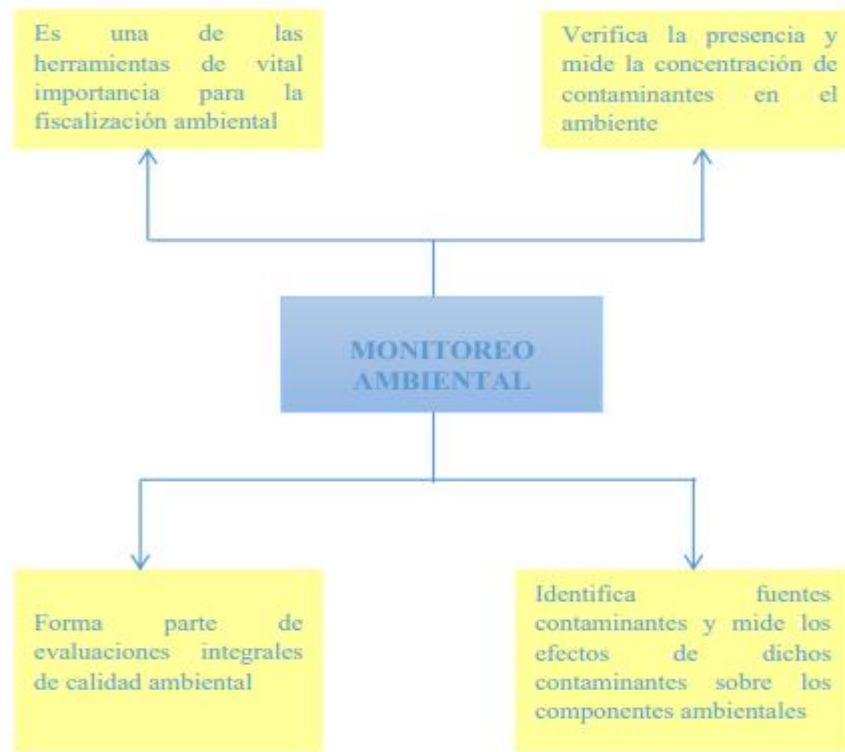 Es una de las
herramientas de vital
importancia para la
fiscalización ambiental
Verifica la presencia y
mide la concentración de
contaminantes en el
ambiente
MONITOREO
AMBIENTAL
Forma parte de
evaluaciones integrales
de calidad ambiental
Identifica fuentes
contaminantes y mide los
efectos de dichos
contaminantes sobre los
componentes ambientales